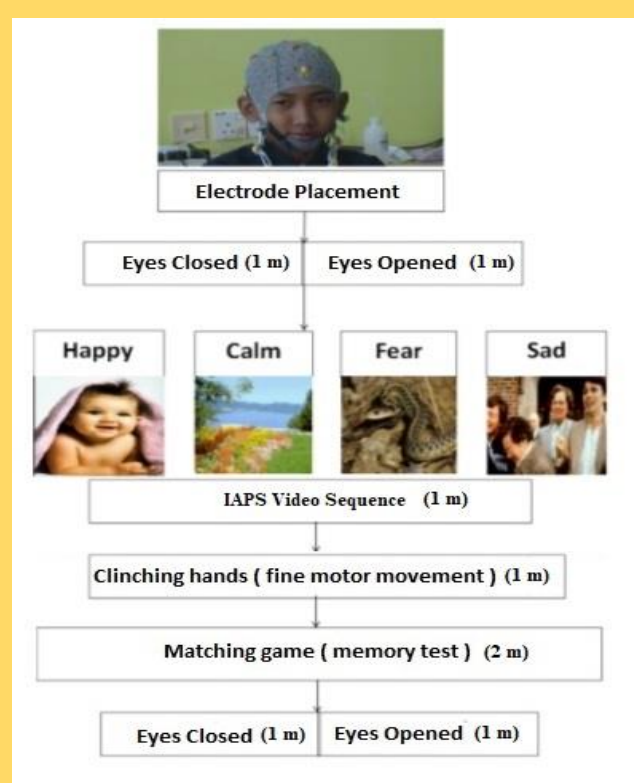 Electrode Placement
Eyes Closed (1 m) Eyes Opened (1 m)
Happy Calm Fear Sad
IAPS Video Sequence (1 m)
Clinching hands ( fine motor movement ) (1 m)
Matching game ( memory test ) (2 m)
Eyes Closed (1 m) Eyes Opened (1 m)